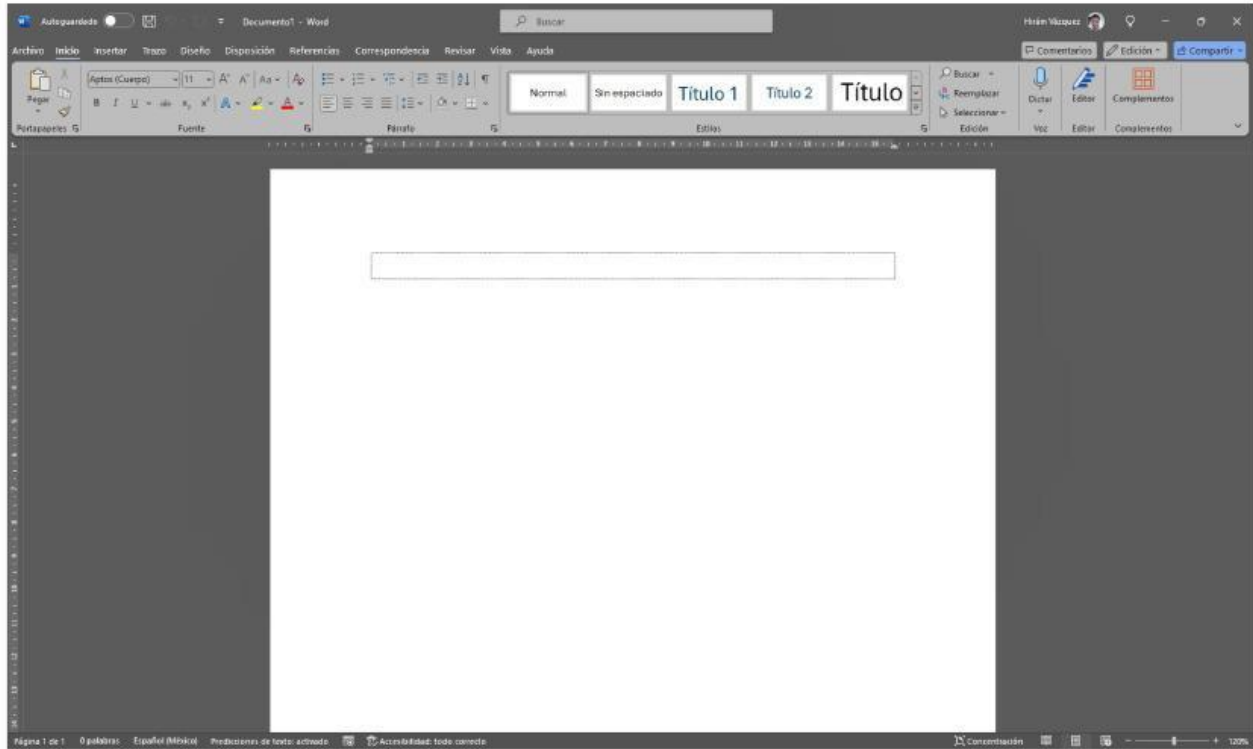 Autoguardado Documento1 - Word Buscar Hirám Vázquez
Archivo Inicio Insertar Trazo Diseño Disposición Referencias Correspondencia Revisar Vista Ayuda Comentarios Edición Compartir
Pegar Aptos (Cuerpo) 11 Normal Sin espaciado Título 1 Título 2 Título Buscar Reemplazar Seleccionar Dictar Editor Complementos
Portapapeles Fuente Párrafo Estilos Edición Voz Editor Complementos
Página 1 de 1 0 palabras Español (México) Predicciones de texto: activado Accesibilidad: todo correcto Concentración 120%